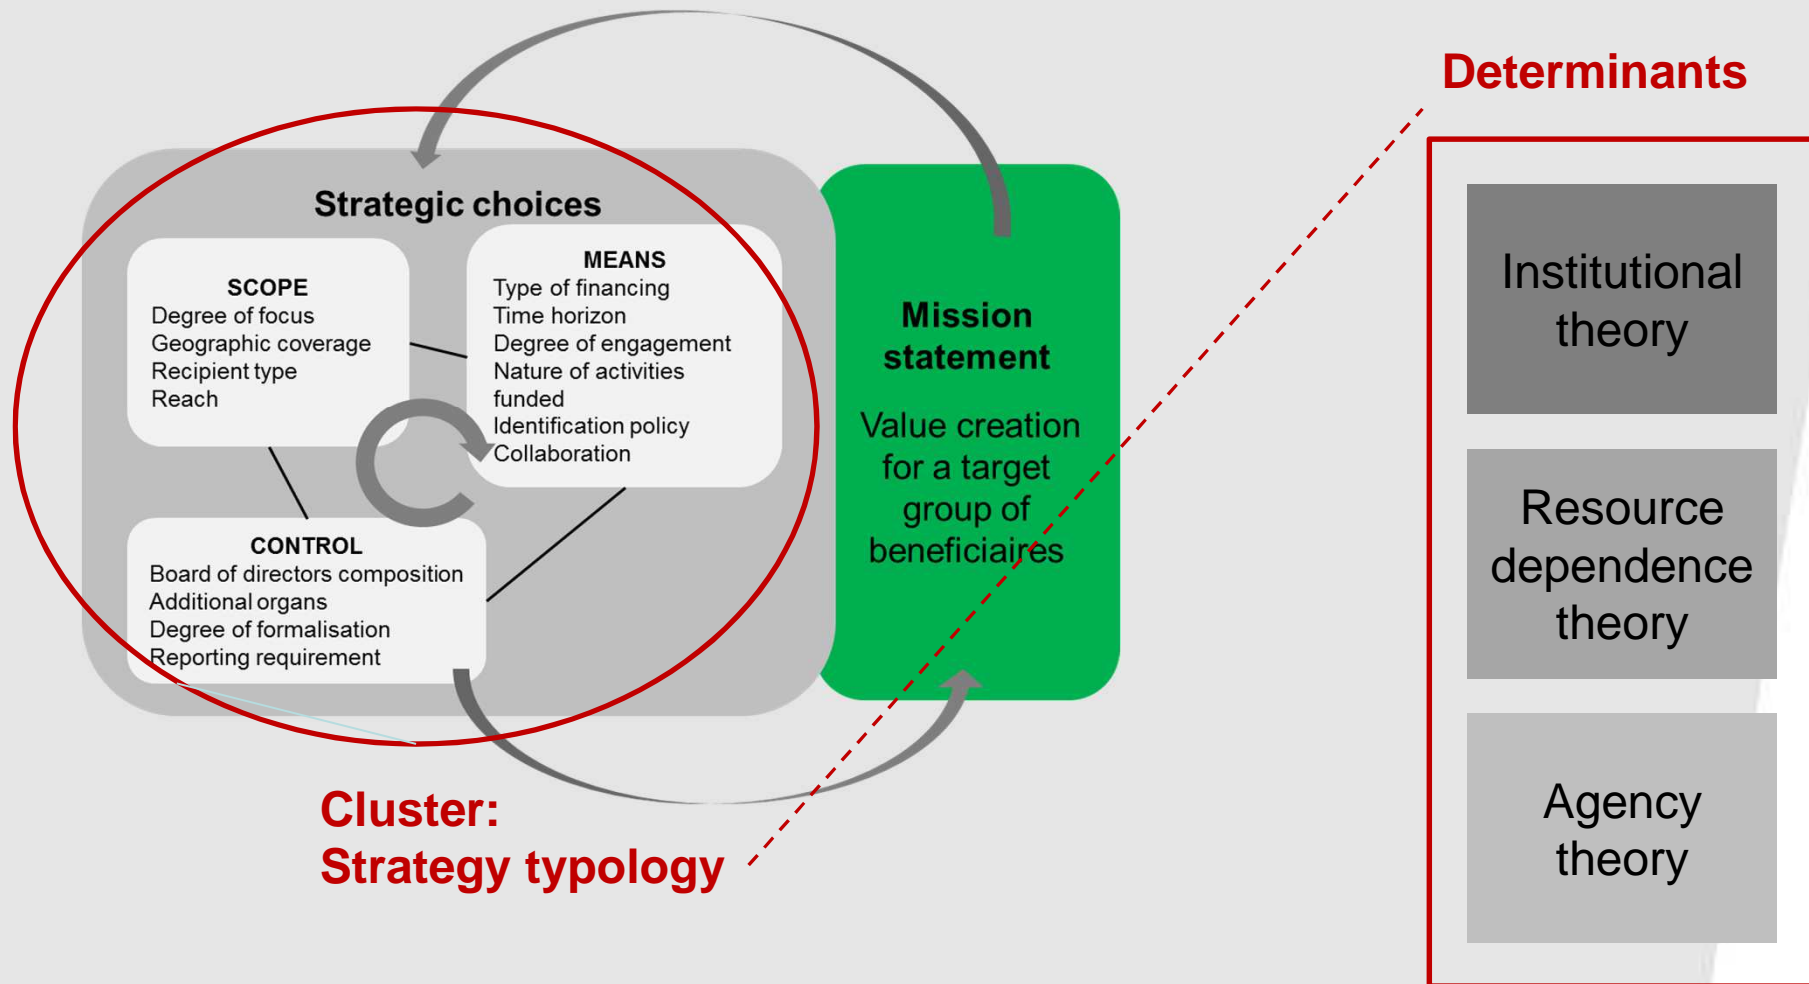 Determinants
Strategic choices
SCOPE
Degree of focus
Geographic coverage
Recipient type
Reach
MEANS
Type of financing
Time horizon
Degree of engagement
Nature of activities
funded
Identification policy
Collaboration
CONTROL
Board of directors composition
Additional organs
Degree of formalisation
Reporting requirement
Mission
statement
Value creation
for a target
group of
beneficiaires
Cluster:
Strategy typology
Institutional
theory
Resource
dependence
theory
Agency
theory